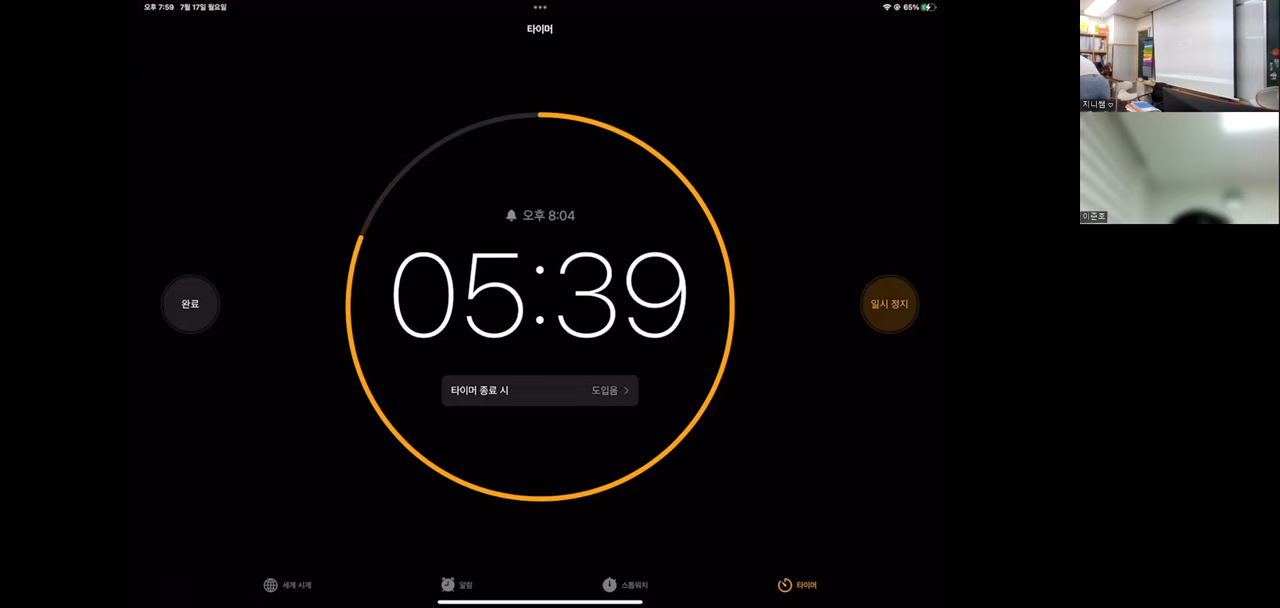 오후 7:59 7월 17일 월요일
65%
타이머
오후 8:04
05:39
완료
일시 정지
타이머 종료 시 도입음
세계 시계
알람
스톱워치
타이머
지니쌤
이준호